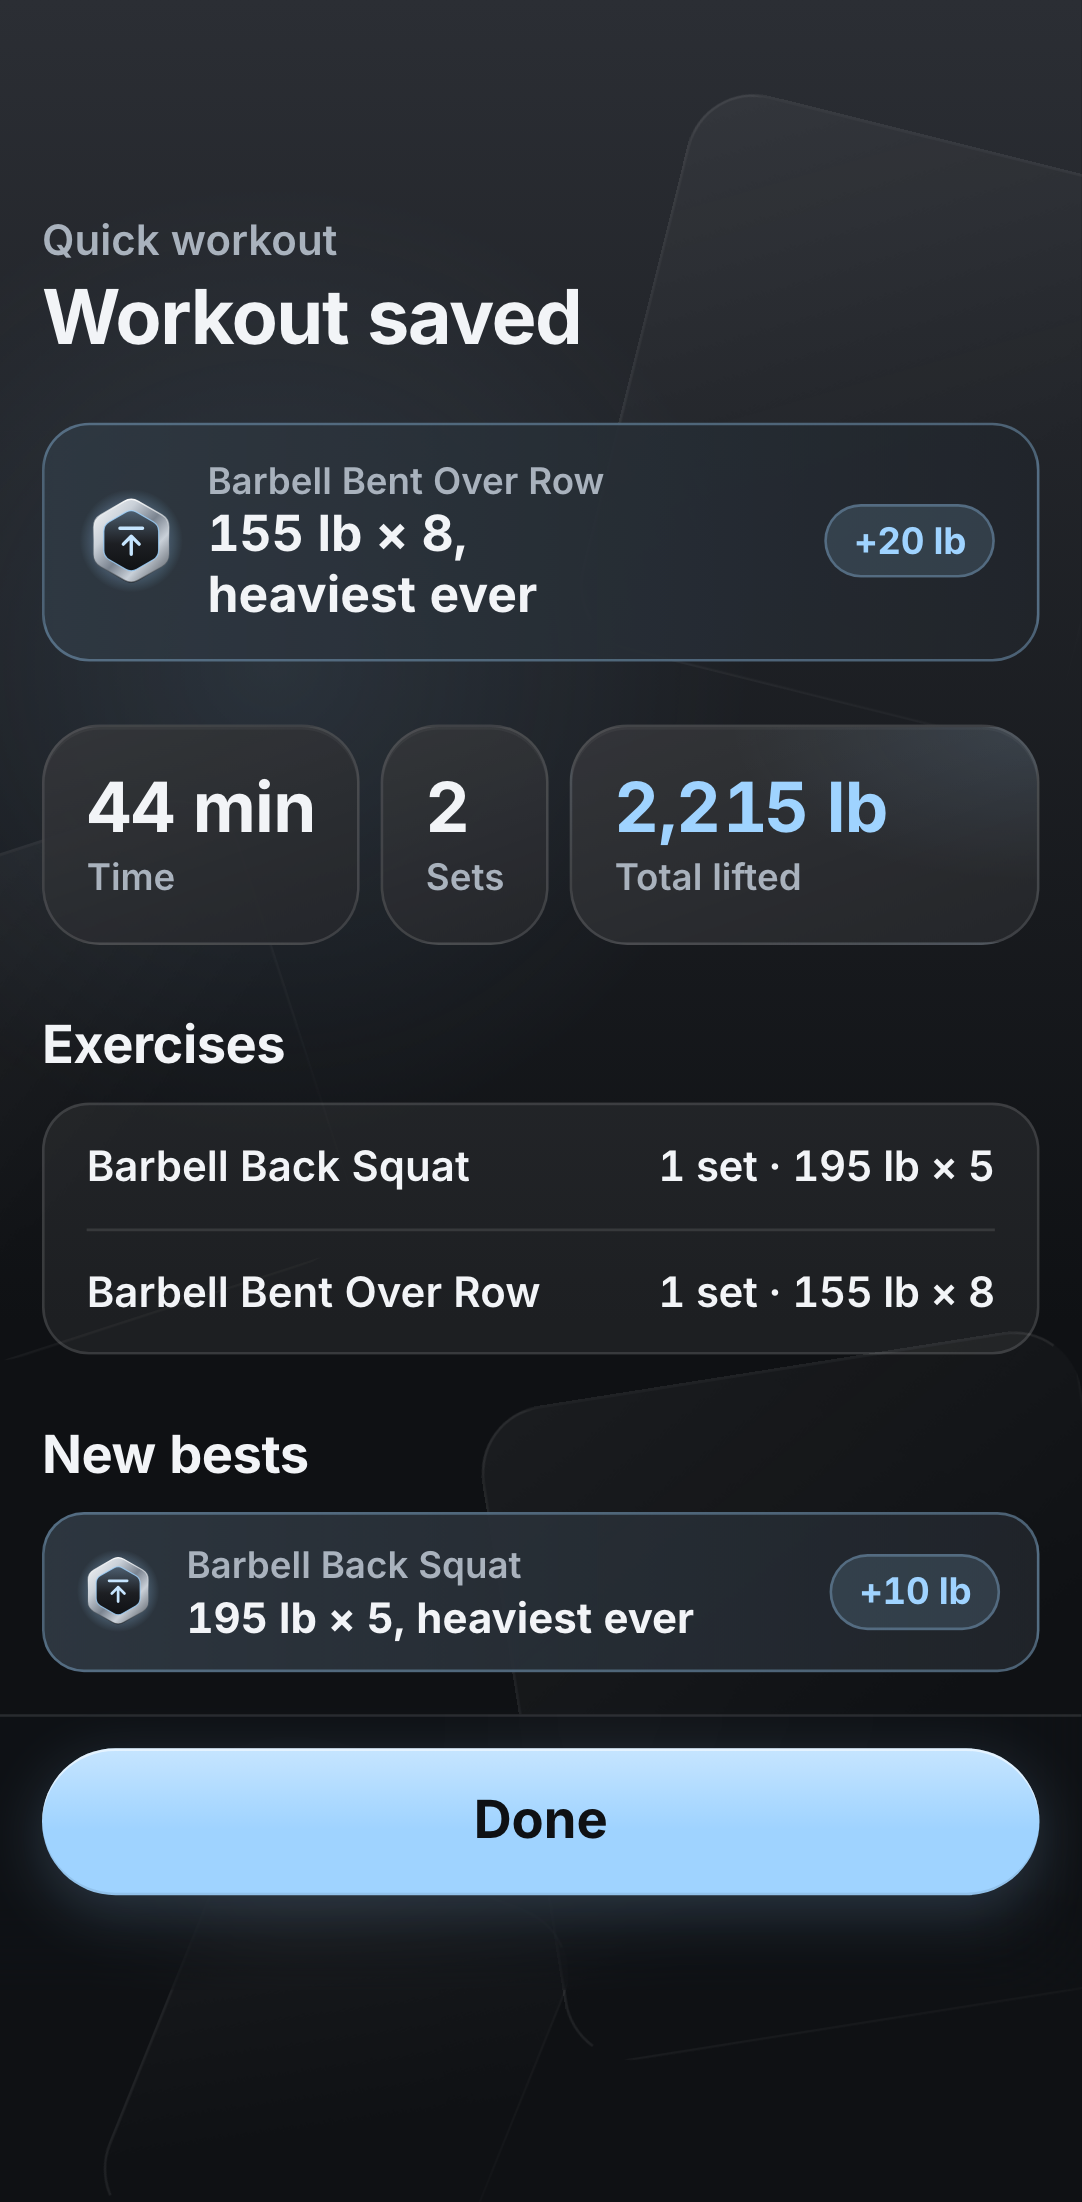 Quick workout
Workout saved
Barbell Bent Over Row
155 lb × 8,
heaviest ever
+20 lb
44 min
Time
2
Sets
2,215 lb
Total lifted
Exercises
Barbell Back Squat
1 set · 195 lb × 5
Barbell Bent Over Row
1 set · 155 lb × 8
New bests
Barbell Back Squat
195 lb × 5, heaviest ever
+10 lb
Done